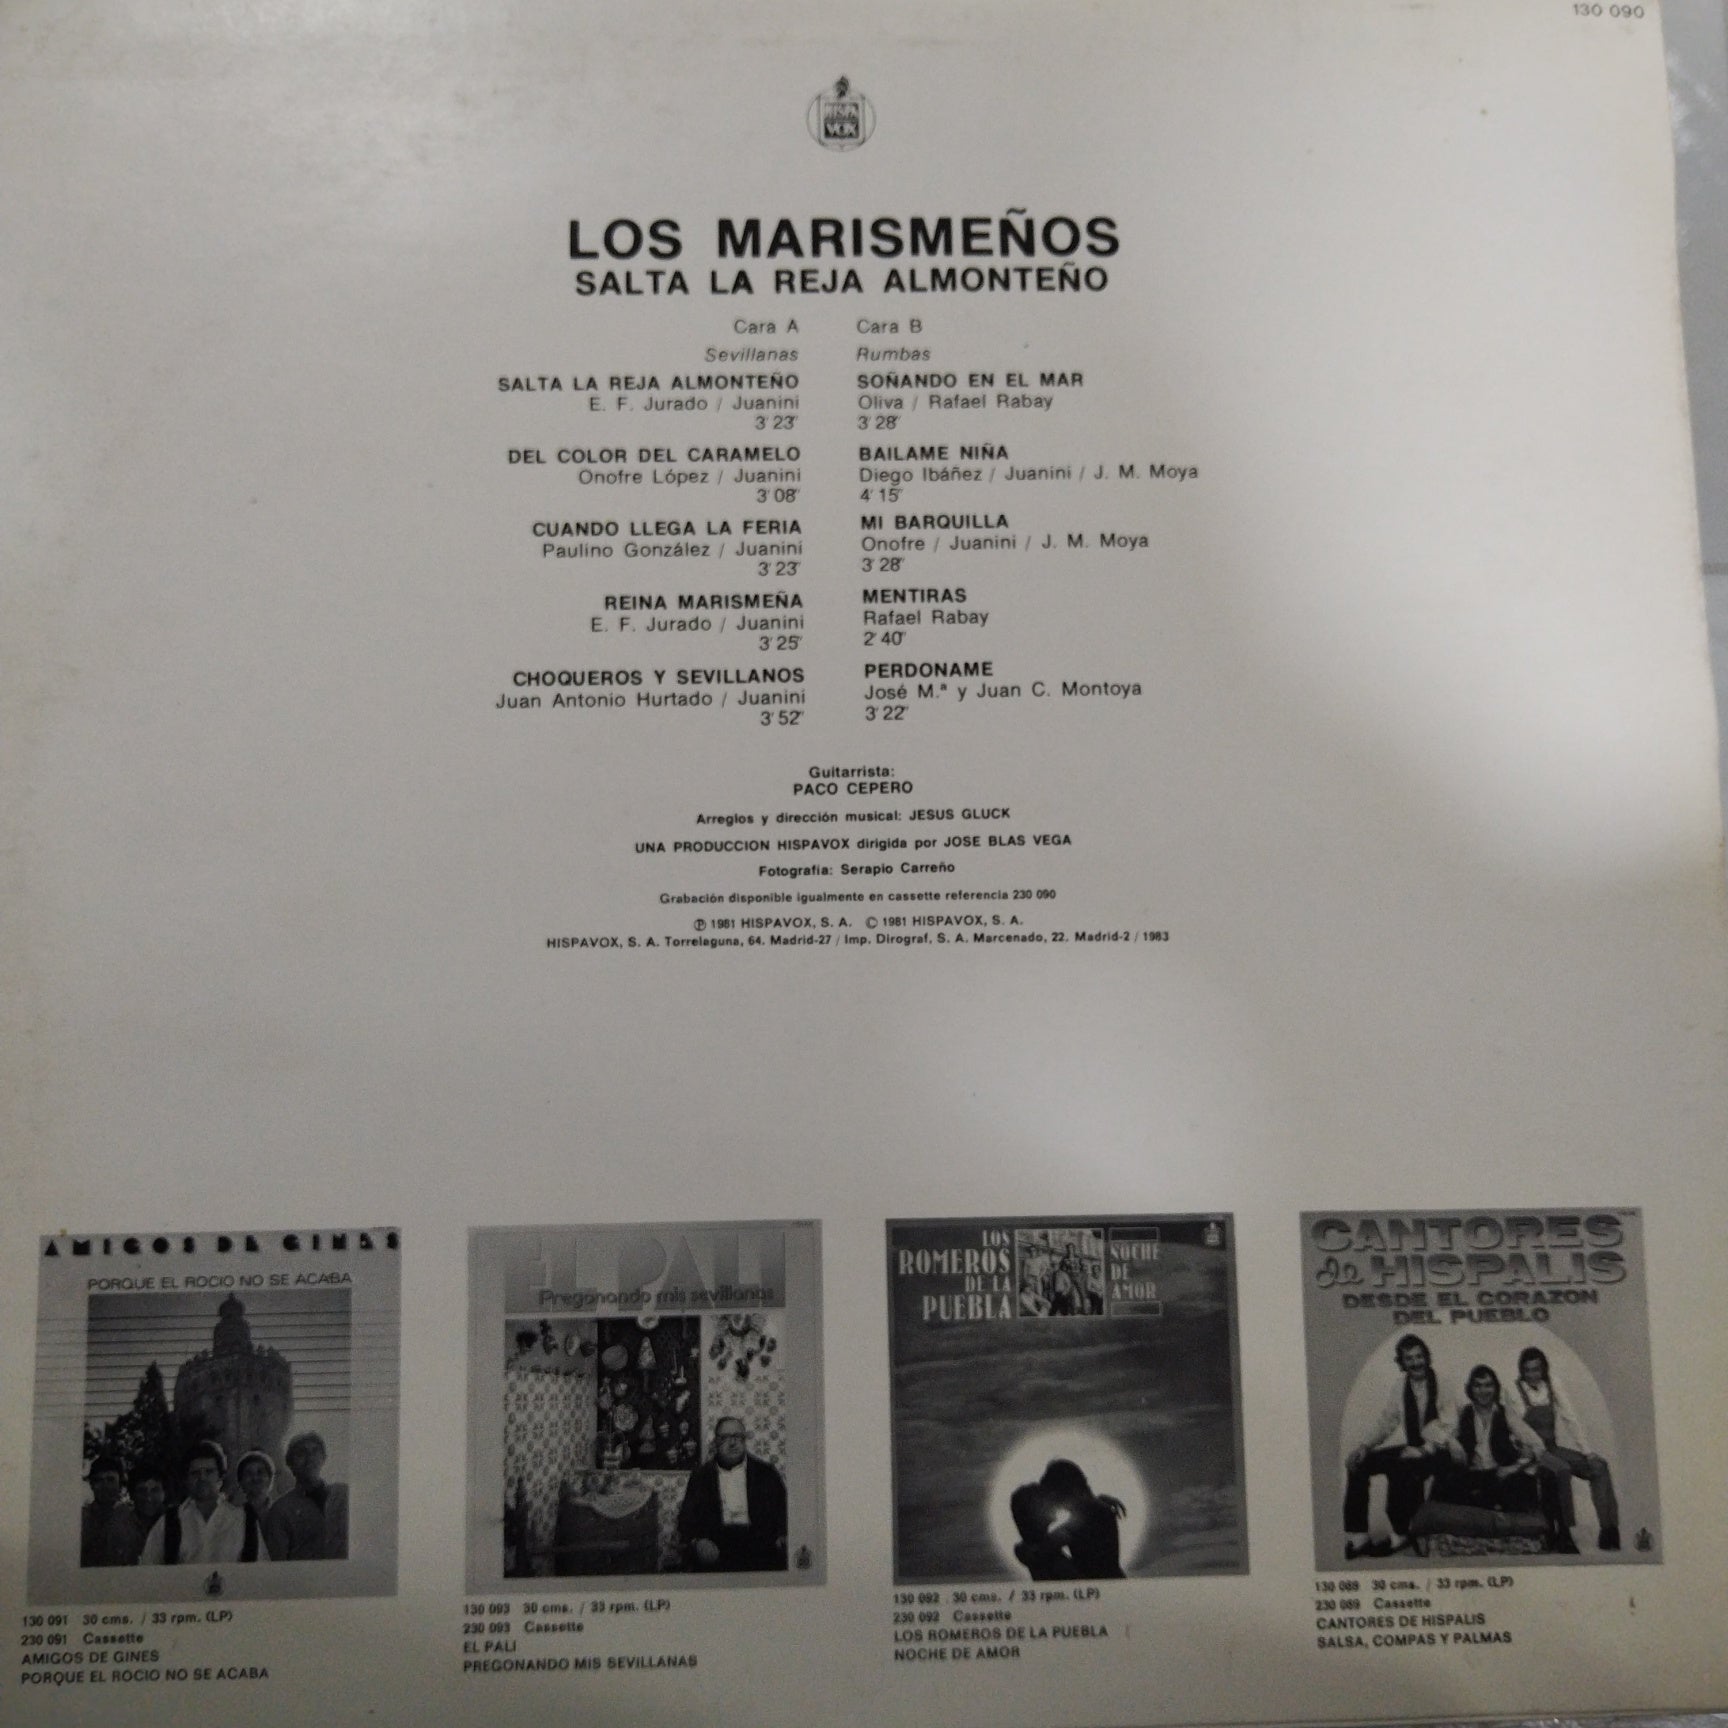 130 090
HISPA
VOX
LOS MARISMEÑOS
SALTA LA REJA ALMONTEÑO
Cara A
Sevillanas
SALTA LA REJA ALMONTEÑO
E. F. Jurado / Juanini
3'23"
DEL COLOR DEL CARAMELO
Onofre López / Juanini
3'08"
CUANDO LLEGA LA FERIA
Paulino González / Juanini
3'23"
REINA MARISMEÑA
E. F. Jurado / Juanini
3'25"
CHOQUEROS Y SEVILLANOS
Juan Antonio Hurtado / Juanini
3'52"
Cara B
Rumbas
SOÑANDO EN EL MAR
Oliva / Rafael Rabay
3'28"
BAILAME NIÑA
Diego Ibáñez / Juanini / J. M. Moya
4'15"
MI BARQUILLA
Onofre / Juanini / J. M. Moya
3'28"
MENTIRAS
Rafael Rabay
2'40"
PERDONAME
José M.ª y Juan C. Montoya
3'22"
Guitarrista:
PACO CEPERO
Arreglos y dirección musical: JESUS GLUCK
UNA PRODUCCION HISPAVOX dirigida por JOSE BLAS VEGA
Fotografía: Serapio Carreño
Grabación disponible igualmente en cassette referencia 230 090
Ⓟ 1981 HISPAVOX, S. A. © 1981 HISPAVOX, S. A.
HISPAVOX, S. A. Torrelaguna, 64. Madrid-27 / Imp. Dirograf, S. A. Marcenado, 22. Madrid-2 / 1983
AMIGOS DE GINES
PORQUE EL ROCIO NO SE ACABA
130 091 30 cms. / 33 rpm. (LP)
230 091 Cassette
AMIGOS DE GINES
PORQUE EL ROCIO NO SE ACABA
EL PALI
Pregonando mis sevillanas
130 093 30 cms. / 33 rpm. (LP)
230 093 Cassette
EL PALI
PREGONANDO MIS SEVILLANAS
LOS
ROMEROS
DE LA
PUEBLA
NOCHE
DE
AMOR
130 092 30 cms. / 33 rpm. (LP)
230 092 Cassette
LOS ROMEROS DE LA PUEBLA
NOCHE DE AMOR
CANTORES
de HISPALIS
DESDE EL CORAZON
DEL PUEBLO
130 089 30 cms. / 33 rpm. (LP)
230 089 Cassette
CANTORES DE HISPALIS
SALSA, COMPAS Y PALMAS